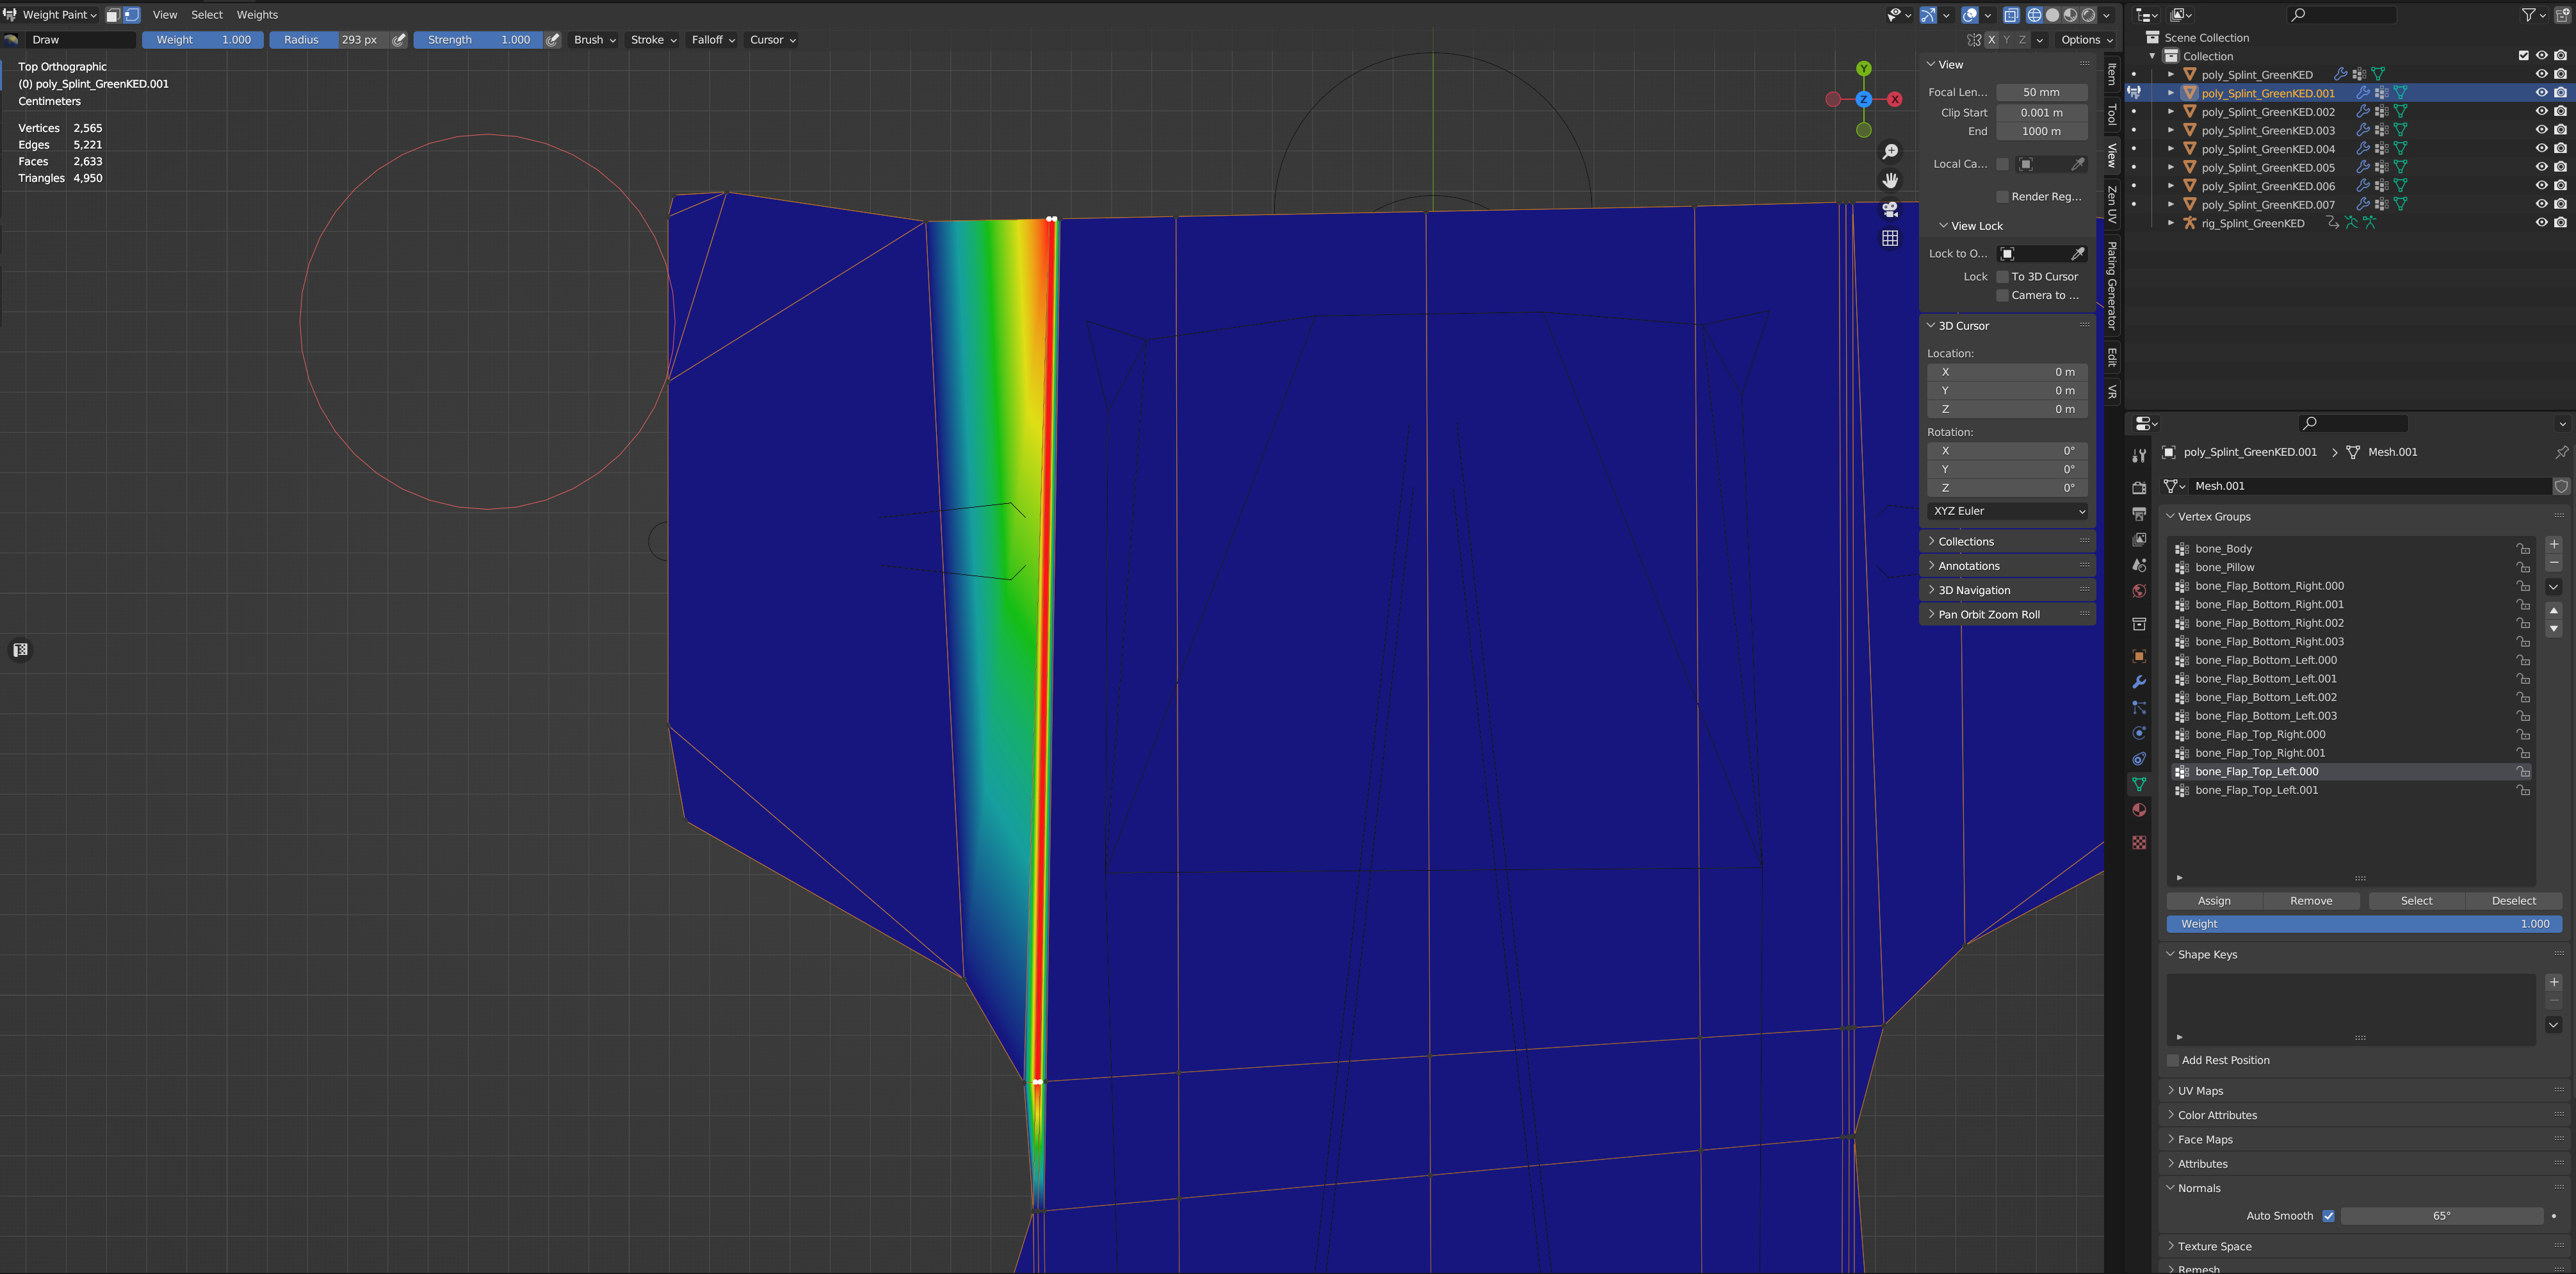 Weight Paint
View
Select
Weights
Draw
Weight 1.000
Radius 293 px
Strength 1.000
Brush
Stroke
Falloff
Cursor
X Y Z
Options
Top Orthographic
(0) poly_Splint_GreenKED.001
Centimeters
Vertices 2,565
Edges 5,221
Faces 2,633
Triangles 4,950
Y
Z
X
View
Focal Len... 50 mm
Clip Start 0.001 m
End 1000 m
Local Ca...
Render Reg...
View Lock
Lock to O...
Lock To 3D Cursor
Camera to ...
3D Cursor
Location:
X 0 m
Y 0 m
Z 0 m
Rotation:
X 0°
Y 0°
Z 0°
XYZ Euler
Collections
Annotations
3D Navigation
Pan Orbit Zoom Roll
Item
Tool
View
Zen UV
Plating Generator
Edit
VR
Scene Collection
Collection
poly_Splint_GreenKED
poly_Splint_GreenKED.001
poly_Splint_GreenKED.002
poly_Splint_GreenKED.003
poly_Splint_GreenKED.004
poly_Splint_GreenKED.005
poly_Splint_GreenKED.006
poly_Splint_GreenKED.007
rig_Splint_GreenKED
poly_Splint_GreenKED.001 > Mesh.001
Mesh.001
Vertex Groups
bone_Body
bone_Pillow
bone_Flap_Bottom_Right.000
bone_Flap_Bottom_Right.001
bone_Flap_Bottom_Right.002
bone_Flap_Bottom_Right.003
bone_Flap_Bottom_Left.000
bone_Flap_Bottom_Left.001
bone_Flap_Bottom_Left.002
bone_Flap_Bottom_Left.003
bone_Flap_Top_Right.000
bone_Flap_Top_Right.001
bone_Flap_Top_Left.000
bone_Flap_Top_Left.001
Assign Remove Select Deselect
Weight 1.000
Shape Keys
Add Rest Position
UV Maps
Color Attributes
Face Maps
Attributes
Normals
Auto Smooth 65°
Texture Space
Remesh